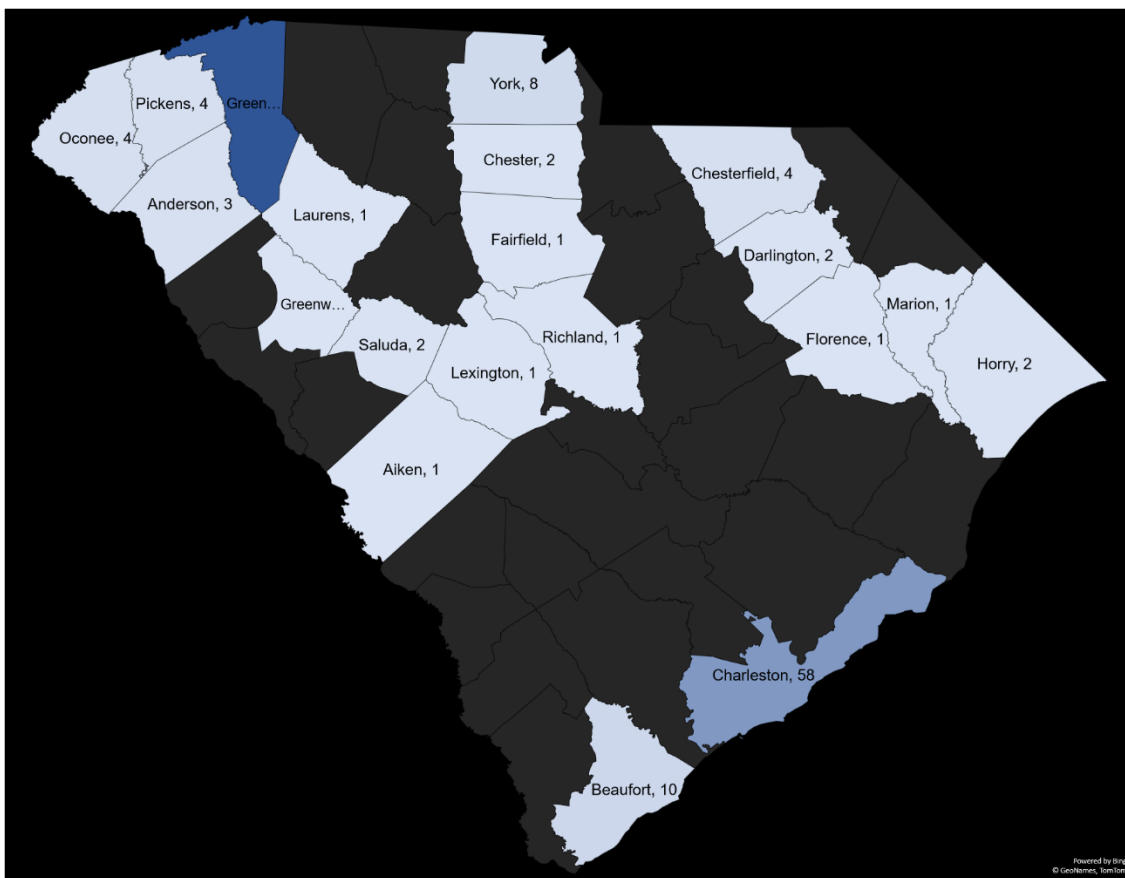 York, 8
Pickens, 4
Green...
Oconee, 4
Chester, 2
Chesterfield, 4
Anderson, 3
Laurens, 1
Fairfield, 1
Darlington, 2
Greenw...
Marion, 1
Saluda, 2
Richland, 1
Florence, 1
Horry, 2
Lexington, 1
Aiken, 1
Charleston, 58
Beaufort, 10
Powered by Bing
© GeoNames, TomTom